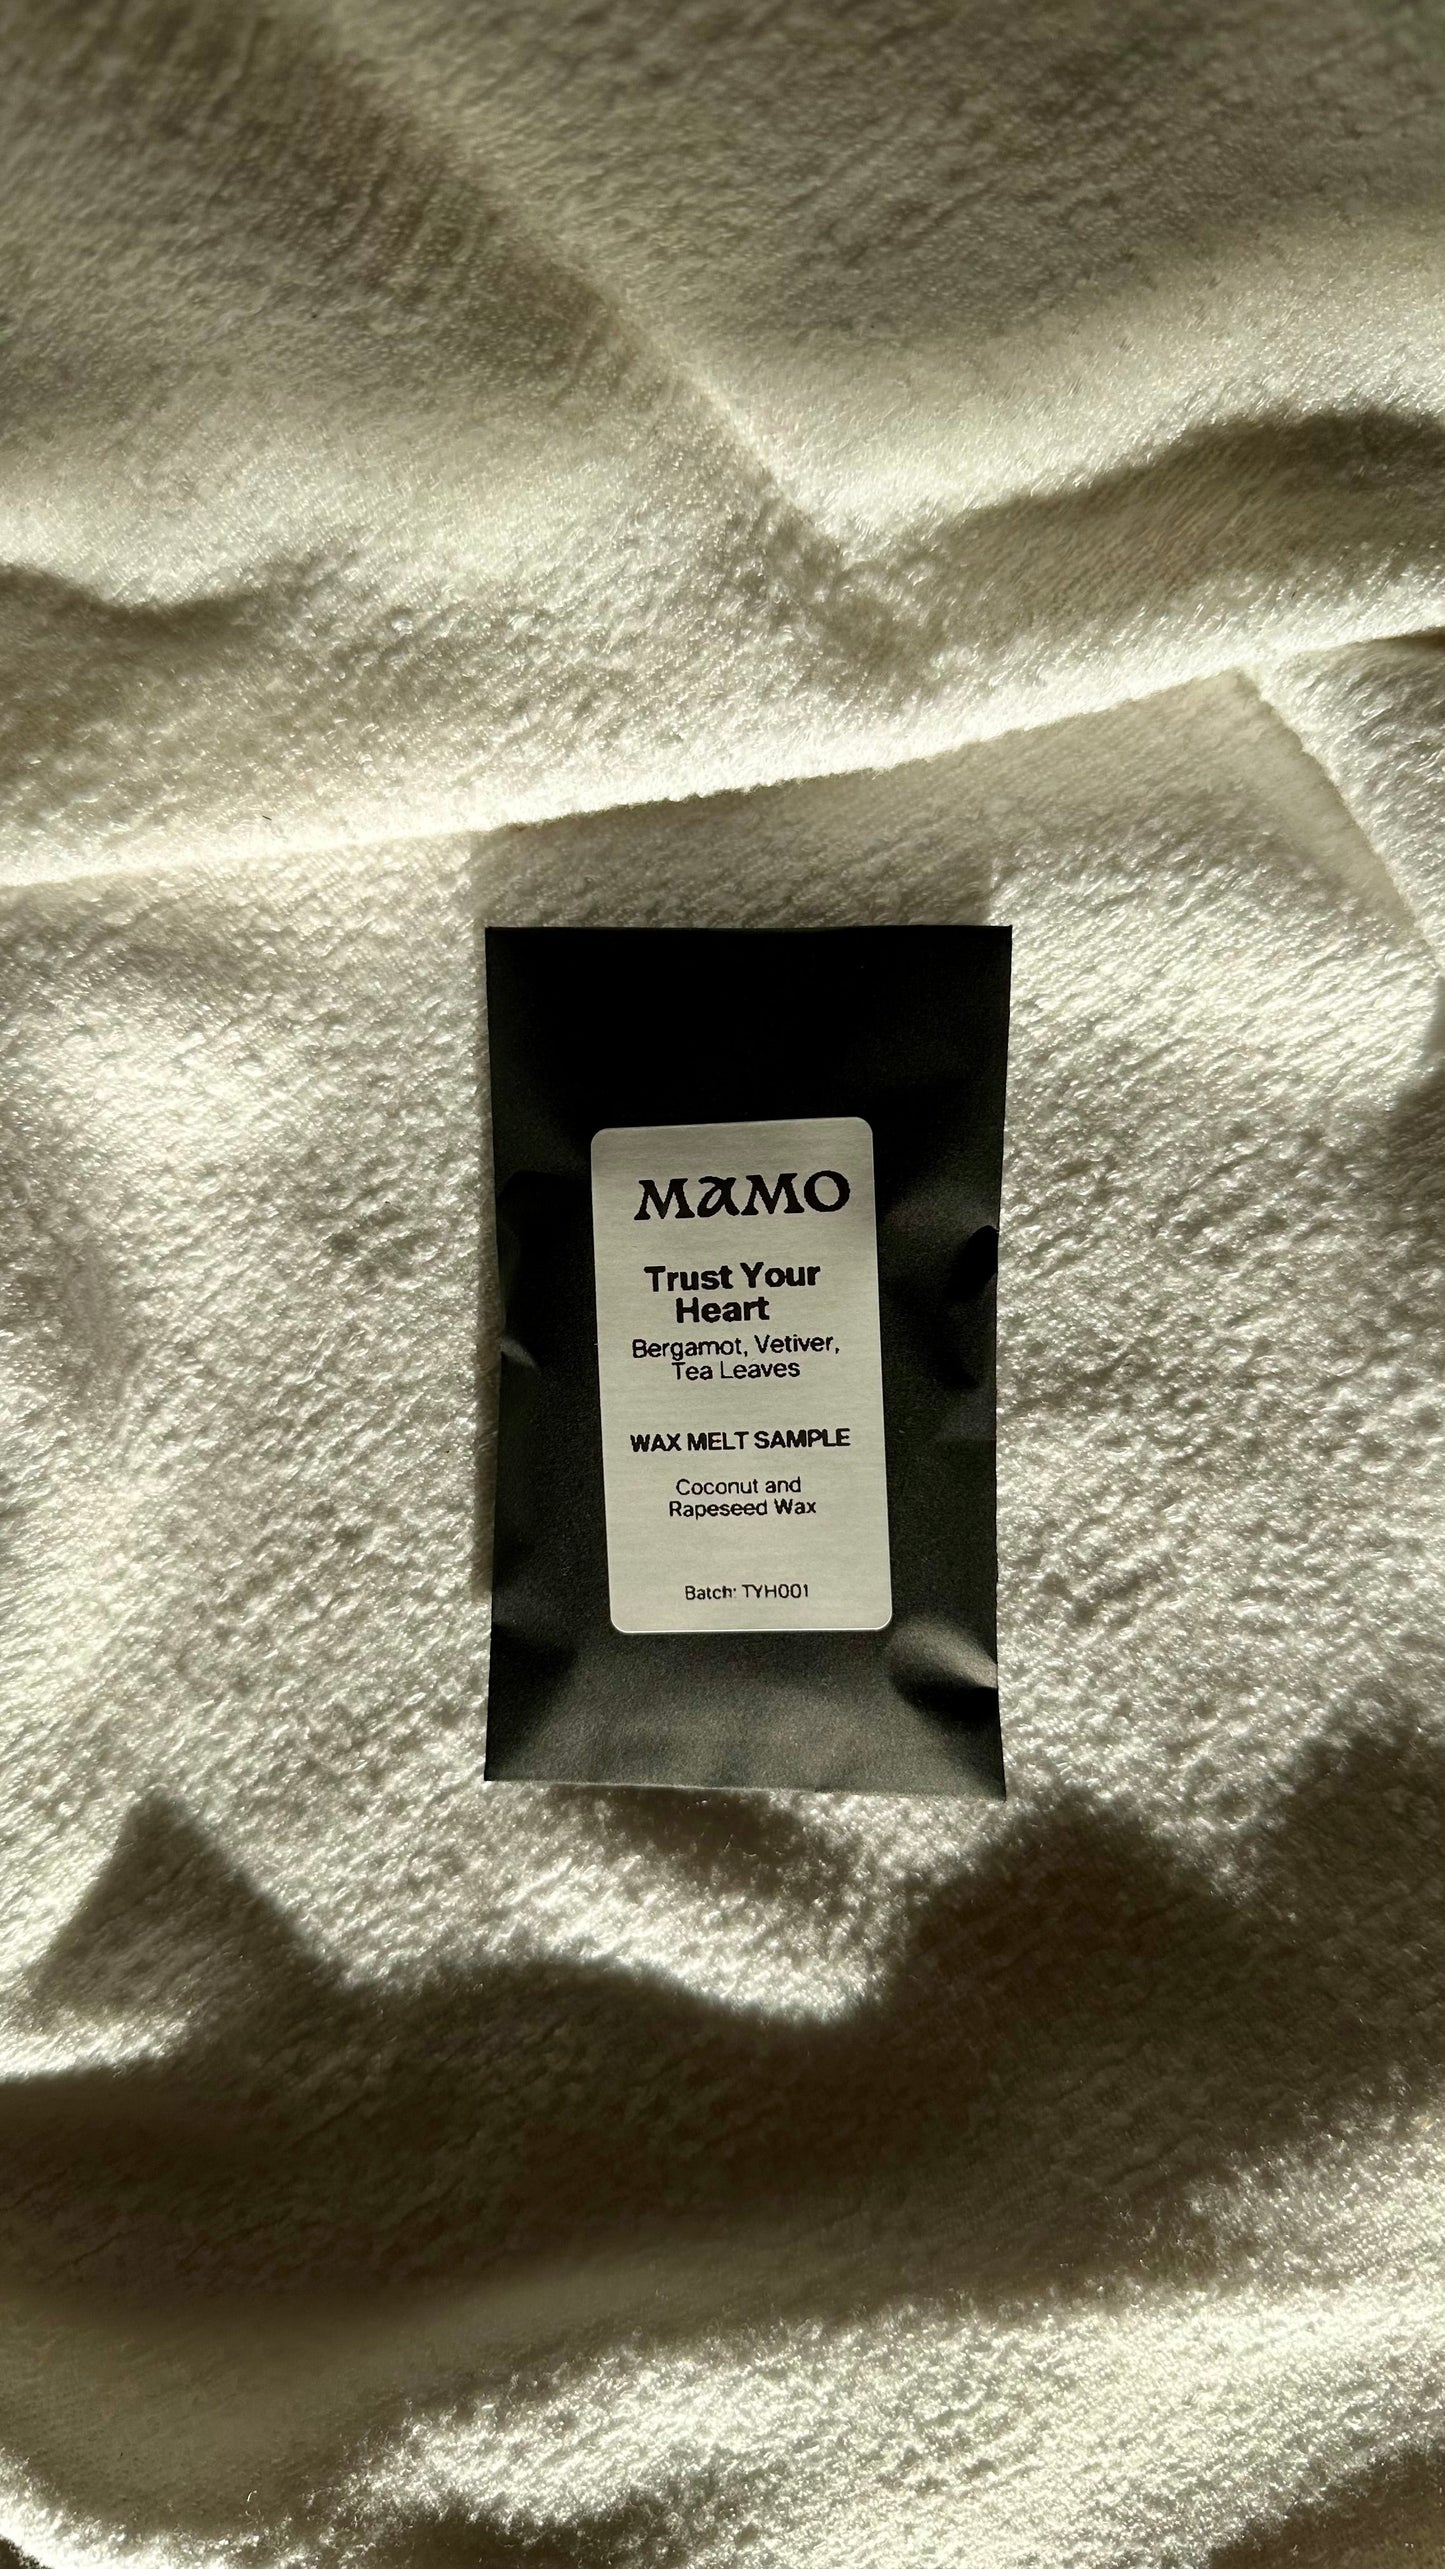 MAMO
Trust Your
Heart
Bergamot, Vetiver,
Tea Leaves
WAX MELT SAMPLE
Coconut and
Rapeseed Wax
Batch: TYH001